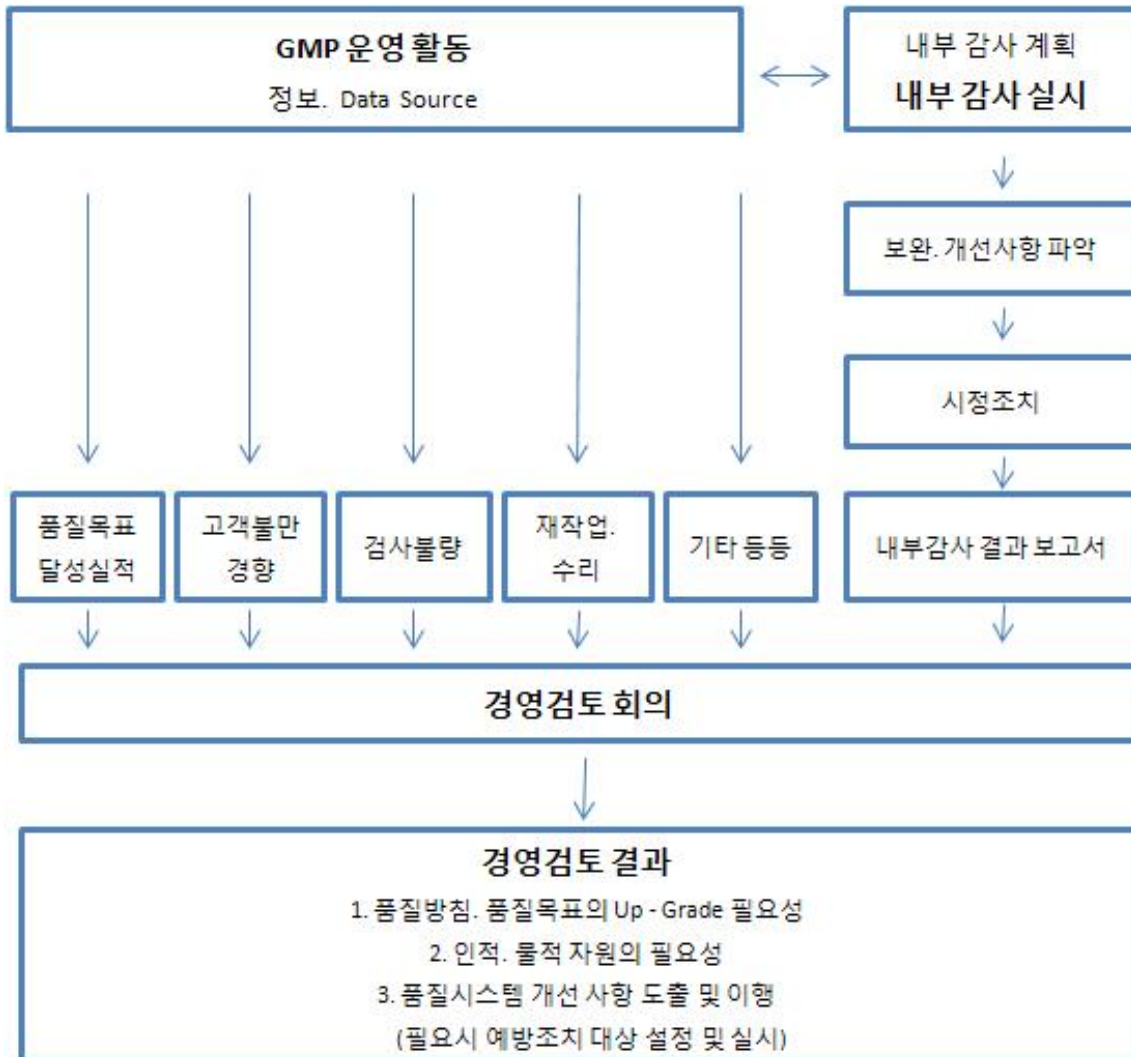 GMP 운영 활동
정보. Data Source
내부 감사 계획
내부 감사 실시
보완. 개선사항 파악
시정조치
품질목표
달성실적
고객불만
경향
검사불량
재작업.
수리
기타 등등
내부감사 결과 보고서
경영검토 회의
경영검토 결과
1. 품질방침. 품질목표의 Up - Grade 필요성
2. 인적. 물적 자원의 필요성
3. 품질시스템 개선 사항 도출 및 이행
(필요시 예방조치 대상 설정 및 실시)